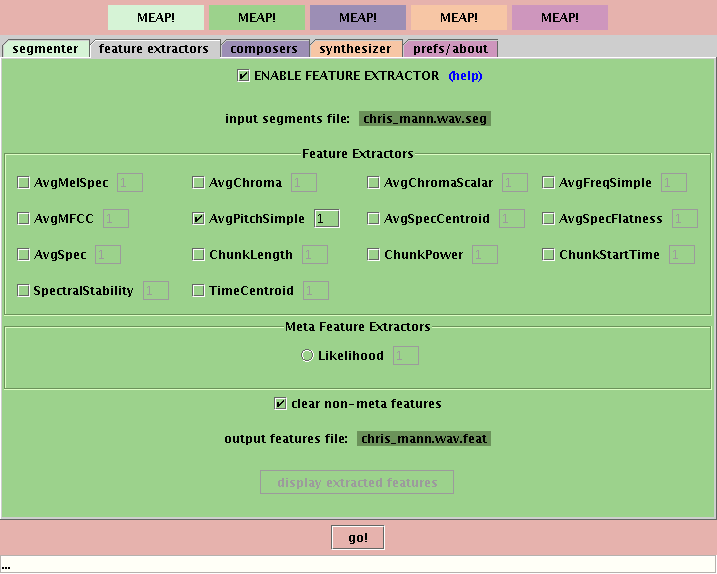 MEAP! MEAP! MEAP! MEAP! MEAP!
segmenter feature extractors composers synthesizer prefs/about
ENABLE FEATURE EXTRACTOR (help)
input segments file: chris_mann.wav.seg
Feature Extractors
AvgMelSpec 1 AvgChroma 1 AvgChromaScalar 1 AvgFreqSimple 1
AvgMFCC 1 AvgPitchSimple 1 AvgSpecCentroid 1 AvgSpecFlatness 1
AvgSpec 1 ChunkLength 1 ChunkPower 1 ChunkStartTime 1
SpectralStability 1 TimeCentroid 1
Meta Feature Extractors
Likelihood 1
clear non-meta features
output features file: chris_mann.wav.feat
display extracted features
go!
...